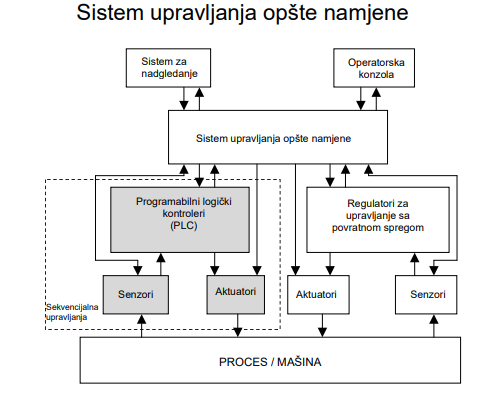 Sistem upravljanja opšte namjene
Sistem za
nadgledanje
Operatorska
konzola
Sistem upravljanja opšte namjene
Programabilni logički
kontroleri
(PLC)
Regulatori za
upravljanje sa
povratnom spregom
Senzori
Aktuatori
Aktuatori
Senzori
Sekvencijalna
upravljanja
PROCES / MAŠINA